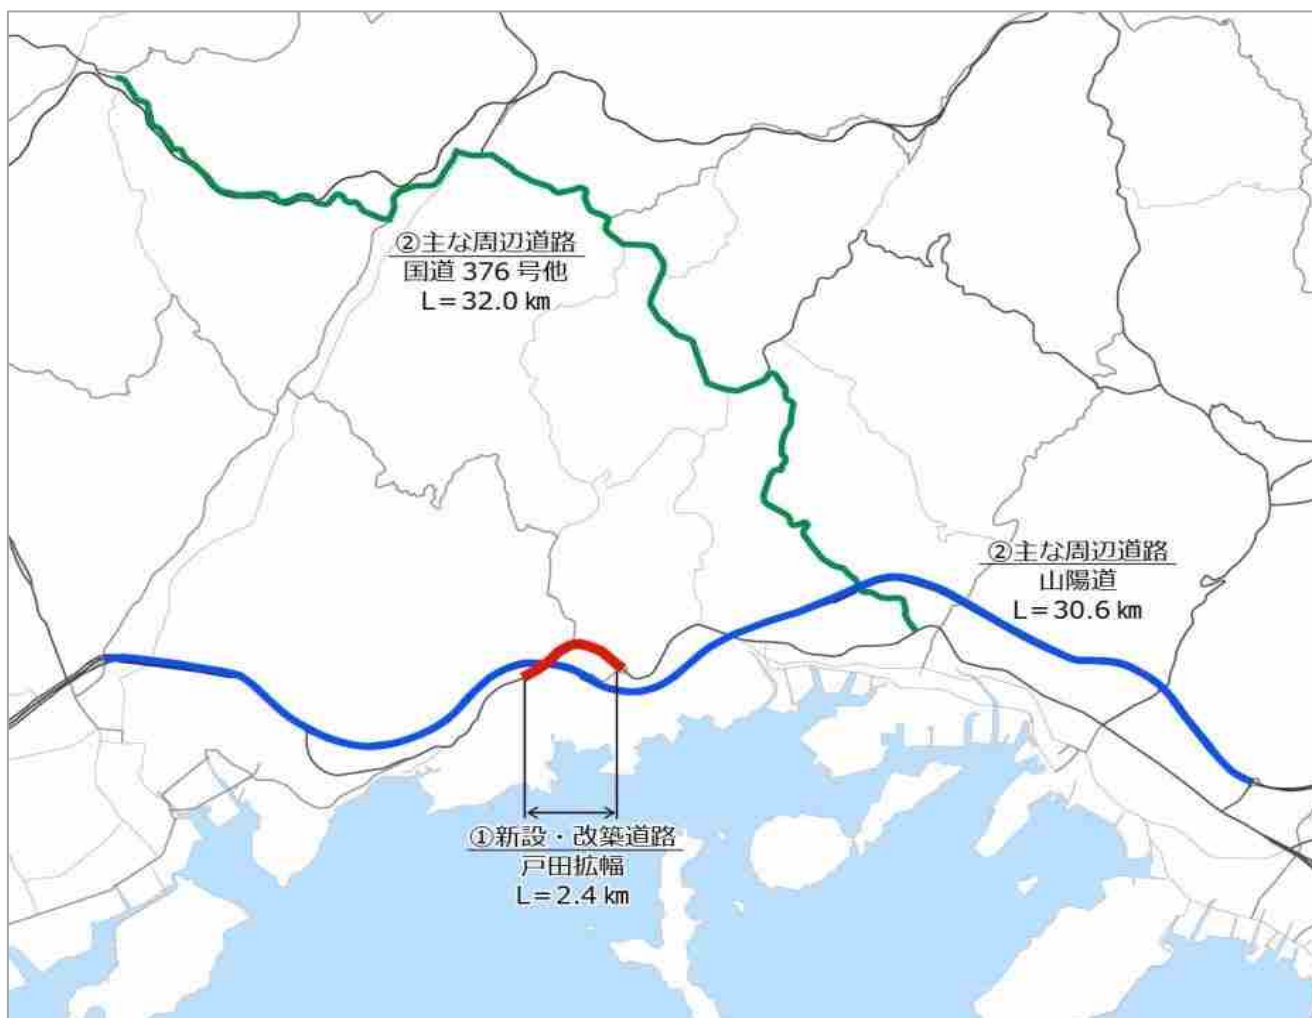 ②主な周辺道路
国道 376 号他
L=32.0 km
②主な周辺道路
山陽道
L=30.6 km
①新設・改築道路
戸田拡幅
L=2.4 km